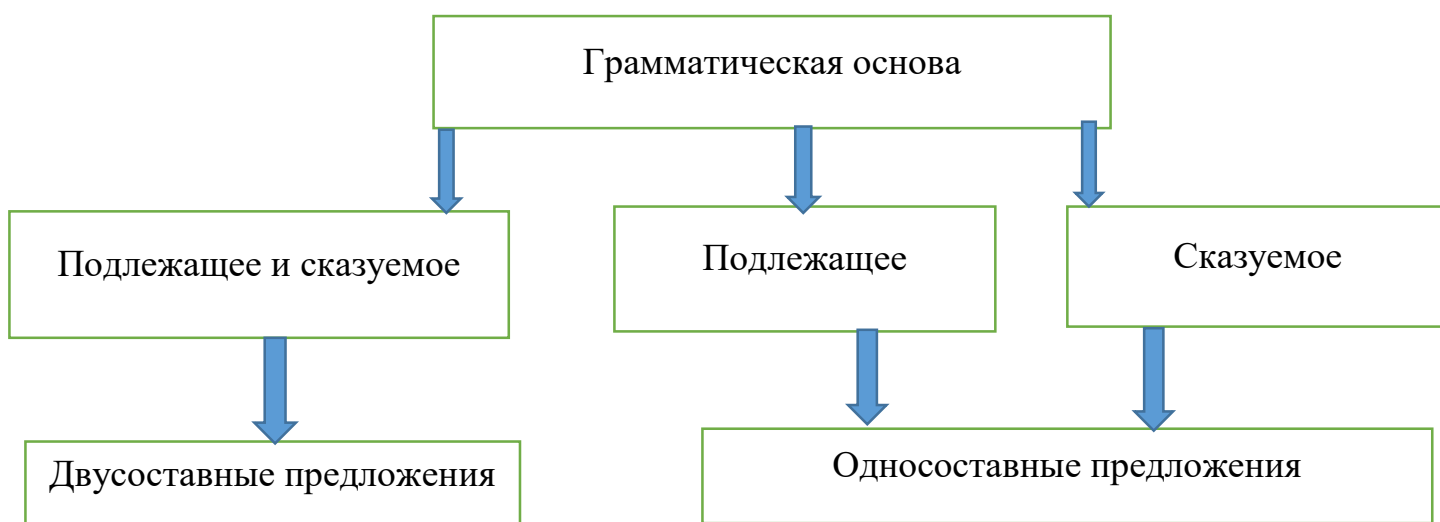 Грамматическая основа
Подлежащее и сказуемое
Подлежащее
Сказуемое
Двусоставные предложения
Односоставные предложения